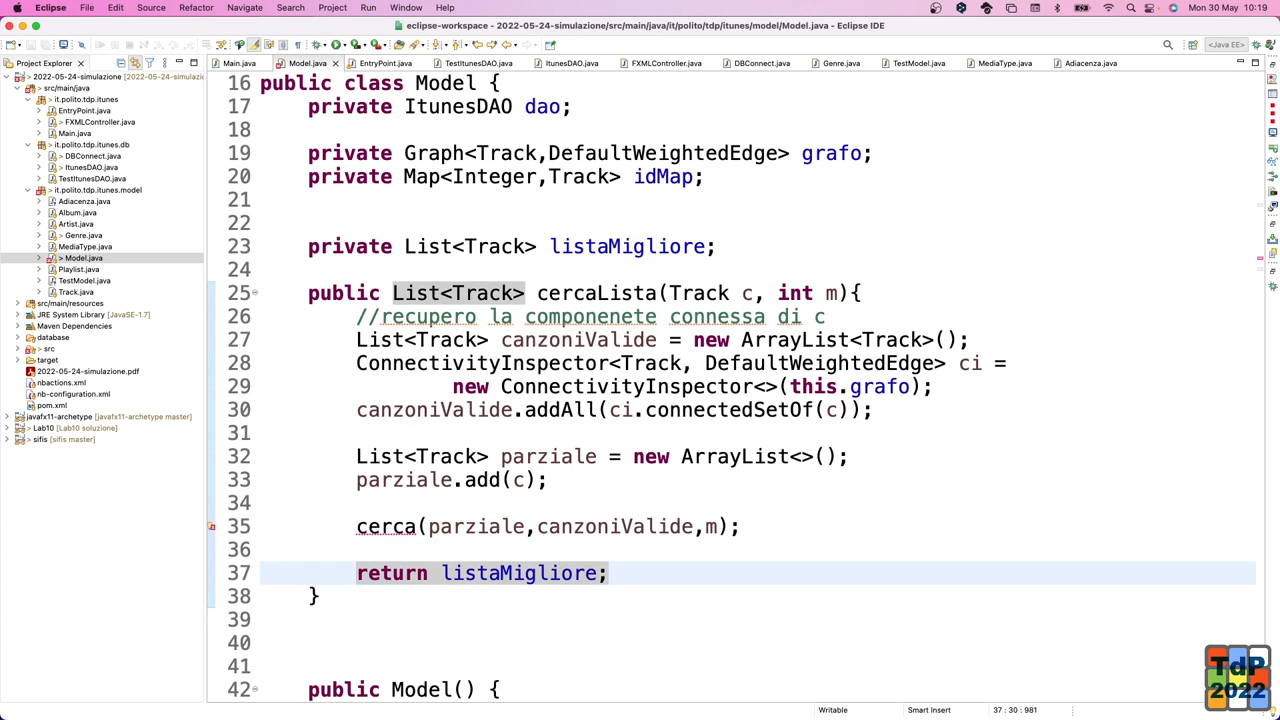 Eclipse File Edit Source Refactor Navigate Search Project Run Window Help
Mon 30 May 10:19
eclipse-workspace - 2022-05-24-simulazione/src/main/java/it/polito/tdp/itunes/model/Model.java - Eclipse IDE
<Java EE>
Project Explorer
Main.java Model.java EntryPoint.java TestItunesDAO.java ItunesDAO.java FXMLController.java DBConnect.java Genre.java TestModel.java MediaType.java Adiacenza.java
> 2022-05-24-simulazione [2022-05-24-simulazi
> src/main/java
> it.polito.tdp.itunes
EntryPoint.java
> FXMLController.java
Main.java
> it.polito.tdp.itunes.db
DBConnect.java
> ItunesDAO.java
TestItunesDAO.java
> it.polito.tdp.itunes.model
Adiacenza.java
Album.java
Artist.java
> Genre.java
MediaType.java
> Model.java
Playlist.java
TestModel.java
Track.java
src/main/resources
JRE System Library [JavaSE-1.7]
Maven Dependencies
database
> src
target
2022-05-24-simulazione.pdf
nbactions.xml
nb-configuration.xml
pom.xml
javafx11-archetype [javafx11-archetype master]
> Lab10 [Lab10 soluzione]
> sifis [sifis master]
16 public class Model {
17 private ItunesDAO dao;
18
19 private Graph<Track,DefaultWeightedEdge> grafo;
20 private Map<Integer,Track> idMap;
21
22
23 private List<Track> listaMigliore;
24
25 public List<Track> cercaLista(Track c, int m){
26 //recupero la componenete connessa di c
27 List<Track> canzoniValide = new ArrayList<Track>();
28 ConnectivityInspector<Track, DefaultWeightedEdge> ci =
29 new ConnectivityInspector<>(this.grafo);
30 canzoniValide.addAll(ci.connectedSetOf(c));
31
32 List<Track> parziale = new ArrayList<>();
33 parziale.add(c);
34
35 cerca(parziale,canzoniValide,m);
36
37 return listaMigliore;
38 }
39
40
41
42 public Model() {
TdP
2022
Writable Smart Insert 37 : 30 : 981